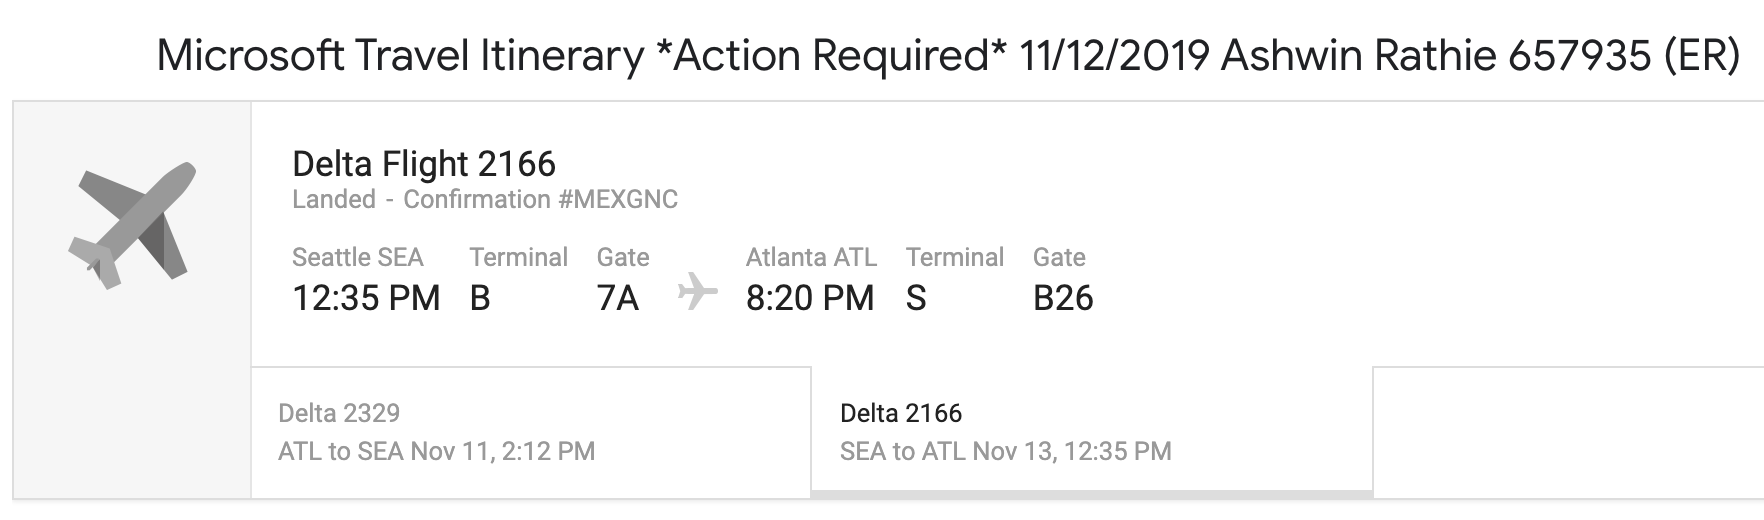 Microsoft Travel Itinerary *Action Required* 11/12/2019 Ashwin Rathie 657935 (ER)
Delta Flight 2166
Landed - Confirmation #MEXGNC
Seattle SEA Terminal Gate Atlanta ATL Terminal Gate
12:35 PM B 7A 8:20 PM S B26
Delta 2329
ATL to SEA Nov 11, 2:12 PM
Delta 2166
SEA to ATL Nov 13, 12:35 PM